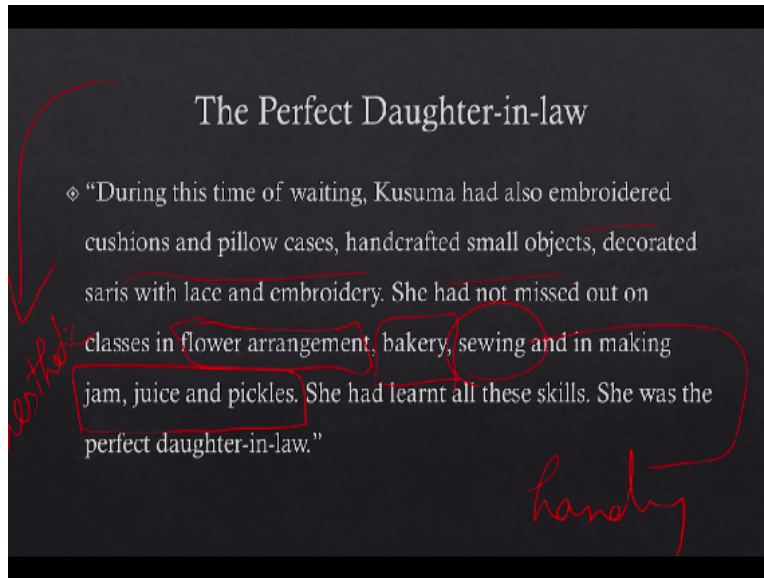 The Perfect Daughter-in-law
“During this time of waiting, Kusuma had also embroidered
cushions and pillow cases, handcrafted small objects, decorated
saris with lace and embroidery. She had not missed out on
classes in flower arrangement, bakery, sewing and in making
jam, juice and pickles. She had learnt all these skills. She was the
perfect daughter-in-law.”
handy